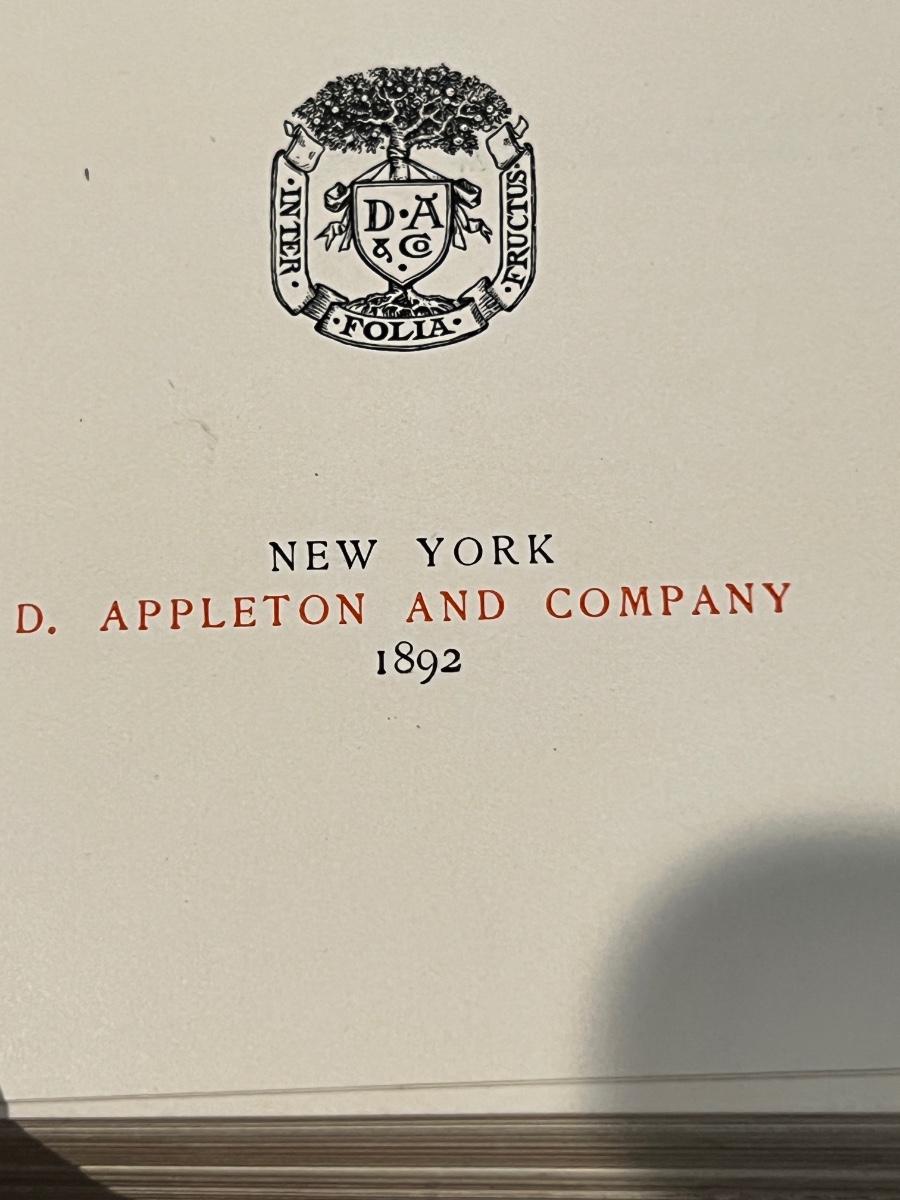 D·A
& Co
·INTER·
·FOLIA·
·FRUCTUS·
NEW YORK
D. APPLETON AND COMPANY
1892